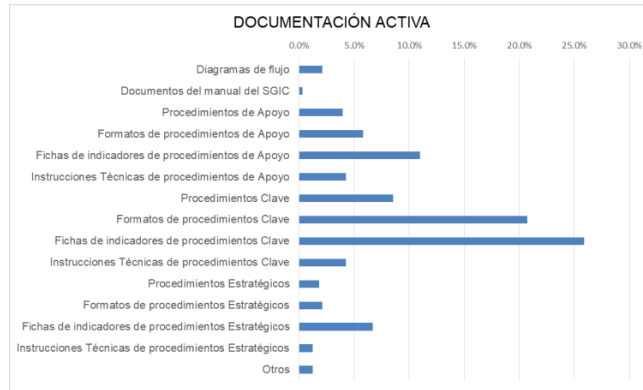 DOCUMENTACIÓN ACTIVA
0.0% 5.0% 10.0% 15.0% 20.0% 25.0% 30.0%
Diagramas de flujo
Documentos del manual del SGIC
Procedimientos de Apoyo
Formatos de procedimientos de Apoyo
Fichas de indicadores de procedimientos de Apoyo
Instrucciones Técnicas de procedimientos de Apoyo
Procedimientos Clave
Formatos de procedimientos Clave
Fichas de indicadores de procedimientos Clave
Instrucciones Técnicas de procedimientos Clave
Procedimientos Estratégicos
Formatos de procedimientos Estratégicos
Fichas de indicadores de procedimientos Estratégicos
Instrucciones Técnicas de procedimientos Estratégicos
Otros